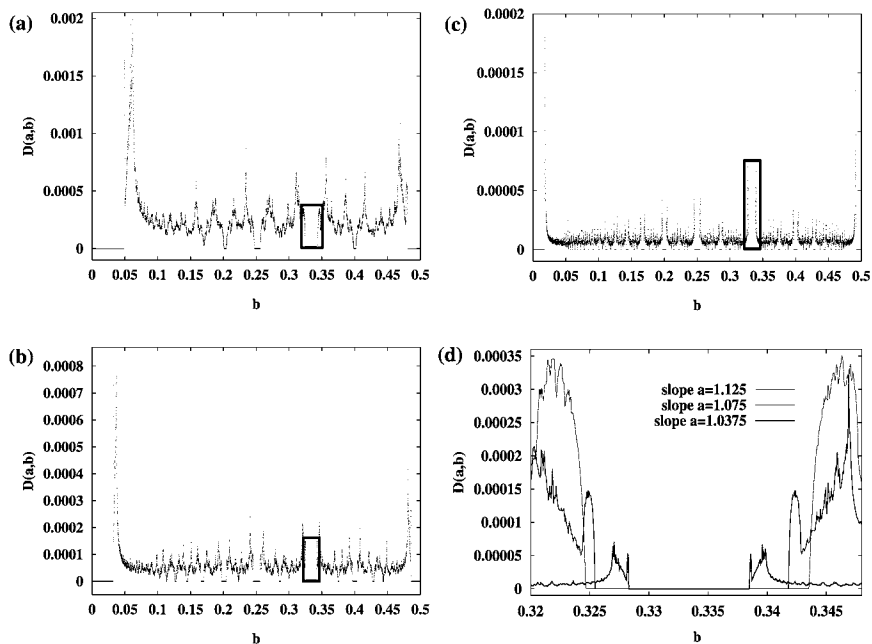 (a)
0.002
0.0015
0.001
0.0005
0
D(a,b)
0 0.05 0.1 0.15 0.2 0.25 0.3 0.35 0.4 0.45 0.5
b
(c)
0.0002
0.00015
0.0001
0.00005
0
D(a,b)
0 0.05 0.1 0.15 0.2 0.25 0.3 0.35 0.4 0.45 0.5
b
(b)
0.0008
0.0007
0.0006
0.0005
0.0004
0.0003
0.0002
0.0001
0
D(a,b)
0 0.05 0.1 0.15 0.2 0.25 0.3 0.35 0.4 0.45 0.5
b
(d)
0.00035
0.0003
0.00025
0.0002
0.00015
0.0001
0.00005
0
D(a,b)
slope a=1.125
slope a=1.075
slope a=1.0375
0.32 0.325 0.33 0.335 0.34 0.345
b